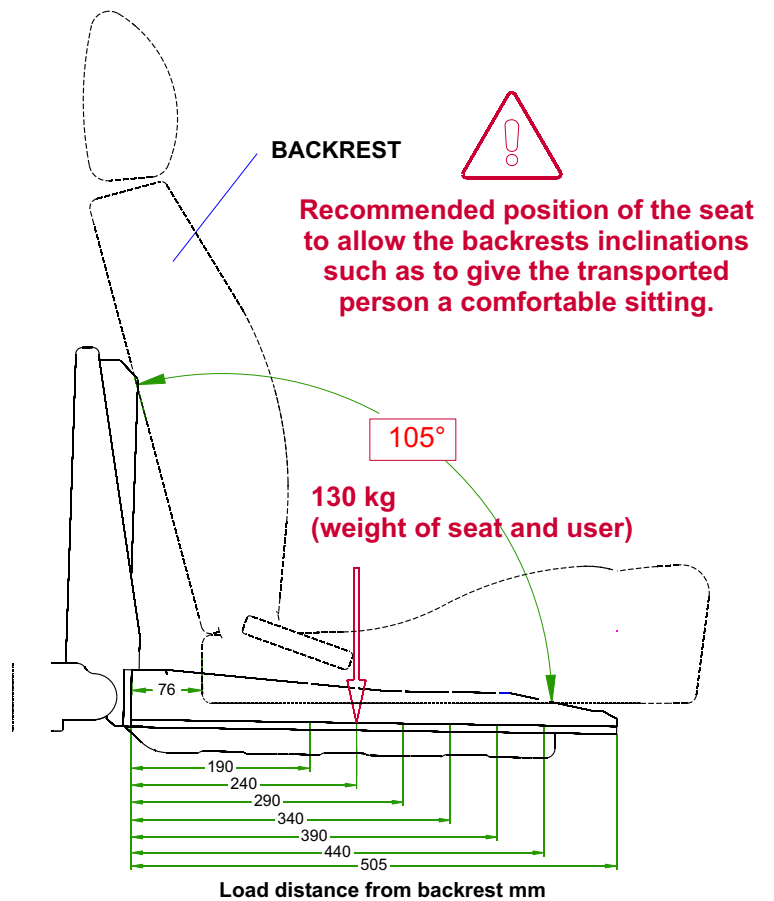 BACKREST
Recommended position of the seat
to allow the backrests inclinations
such as to give the transported
person a comfortable sitting.
105°
130 kg
(weight of seat and user)
76
190
240
290
340
390
440
505
Load distance from backrest mm